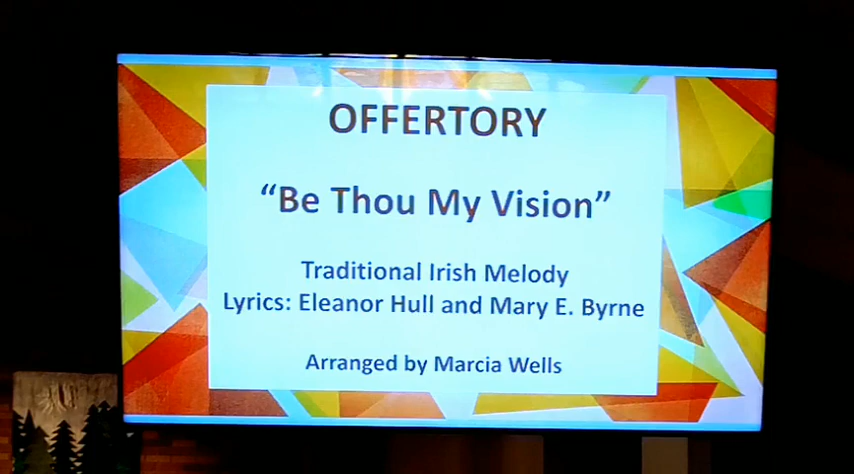 OFFERTORY
“Be Thou My Vision”
Traditional Irish Melody
Lyrics: Eleanor Hull and Mary E. Byrne
Arranged by Marcia Wells